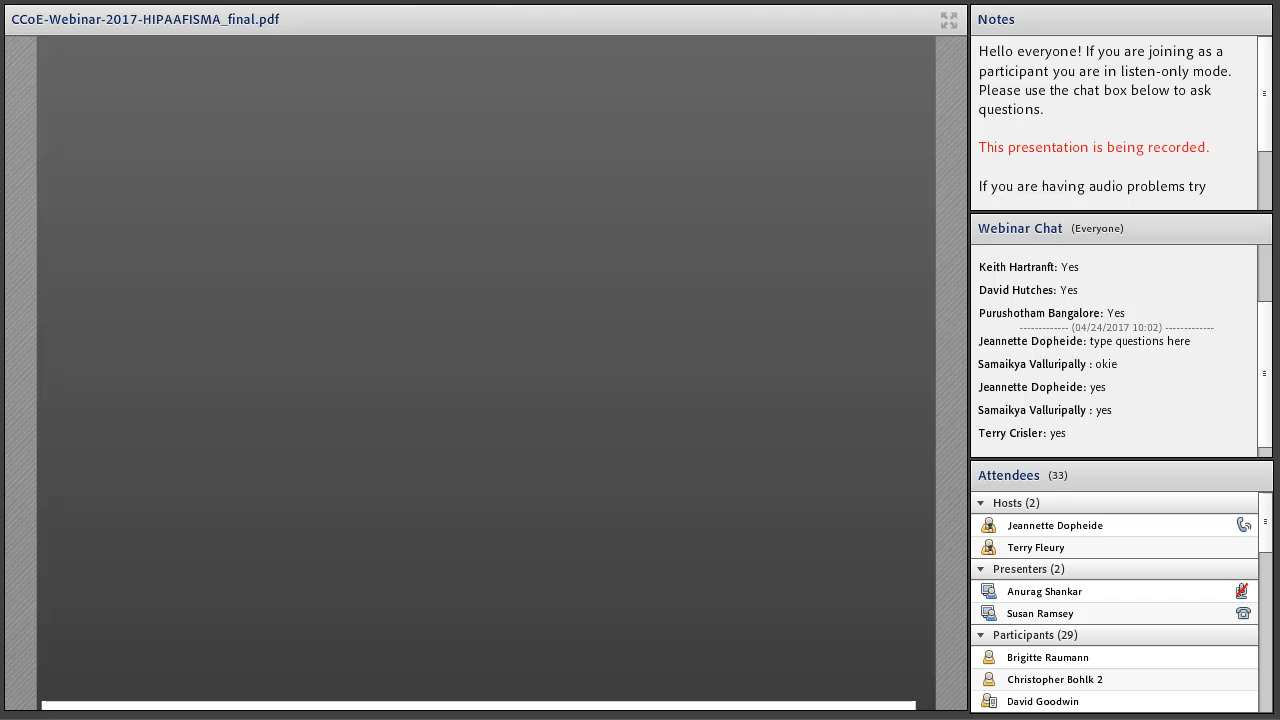 CCoE-Webinar-2017-HIPAAFISMA_final.pdf
Notes
Hello everyone! If you are joining as a
participant you are in listen-only mode.
Please use the chat box below to ask
questions.
This presentation is being recorded.
If you are having audio problems try
Webinar Chat (Everyone)
Keith Hartranft: Yes
David Hutches: Yes
Purushotham Bangalore: Yes
------------- (04/24/2017 10:02) -------------
Jeannette Dopheide: type questions here
Samaikya Valluripally : okie
Jeannette Dopheide: yes
Samaikya Valluripally : yes
Terry Crisler: yes
Attendees (33)
Hosts (2)
Jeannette Dopheide
Terry Fleury
Presenters (2)
Anurag Shankar
Susan Ramsey
Participants (29)
Brigitte Raumann
Christopher Bohlk 2
David Goodwin